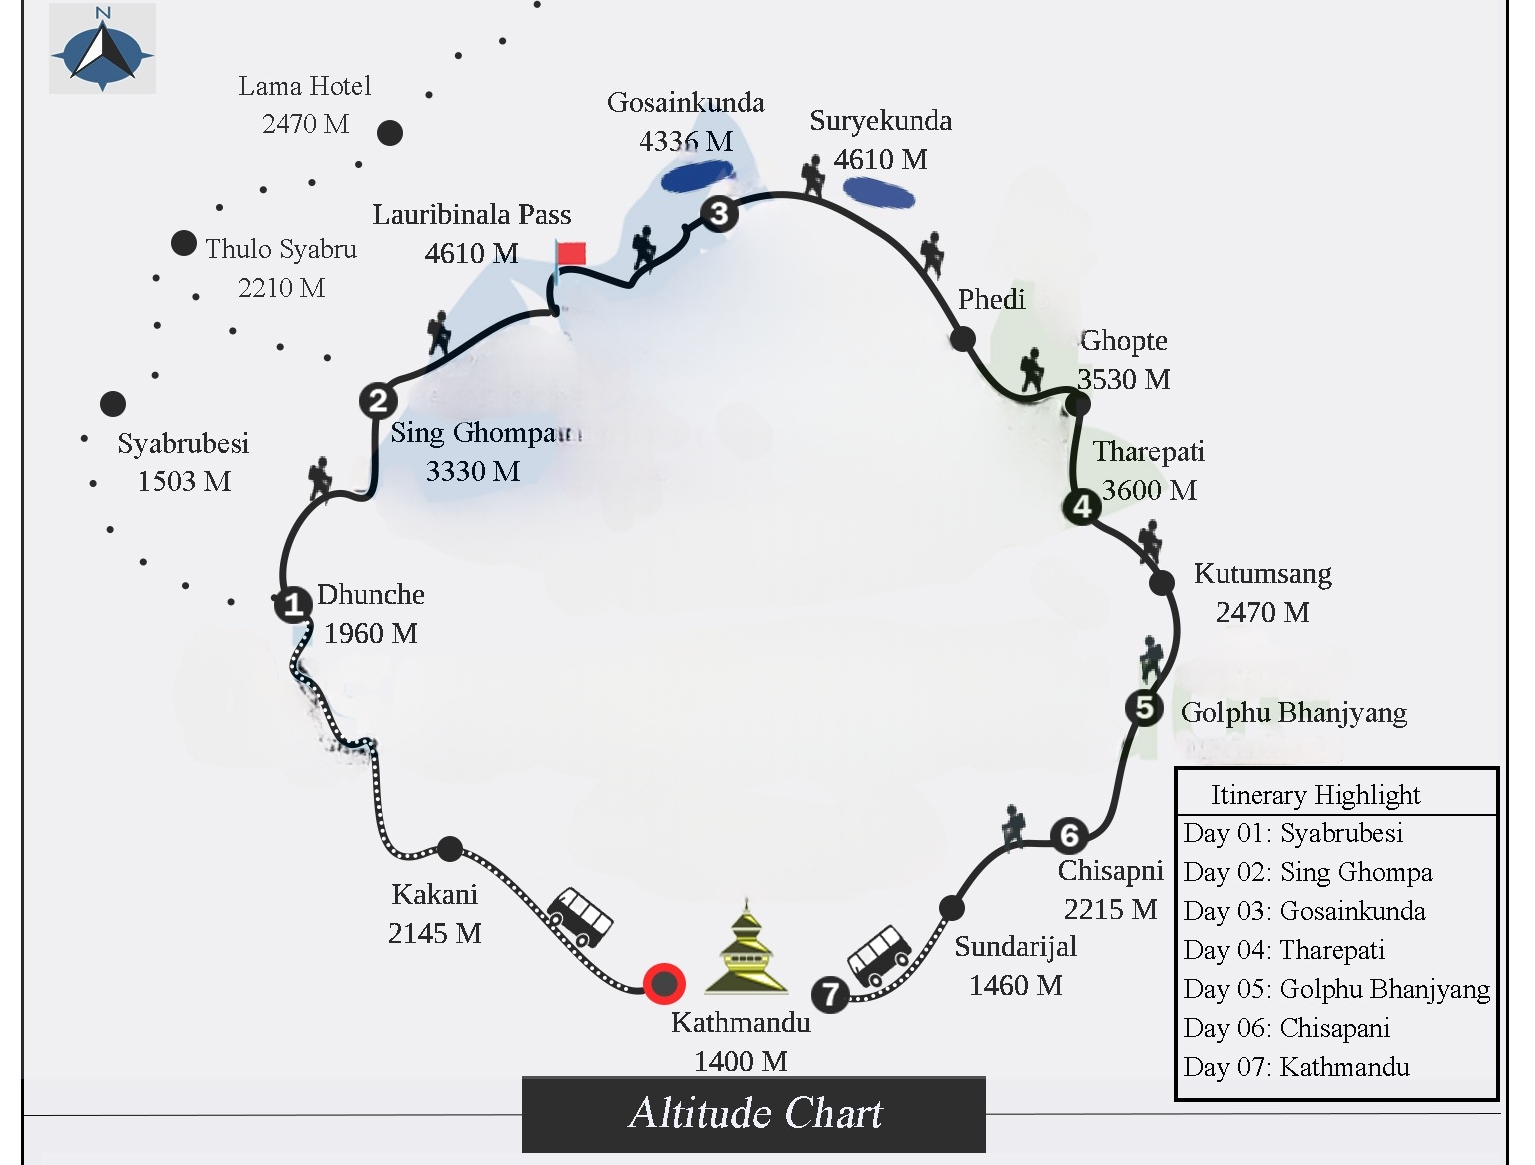 N
Lama Hotel
2470 M
Gosainkunda
4336 M
Suryekunda
4610 M
Lauribinala Pass
4610 M
3
Thulo Syabru
2210 M
Phedi
Ghopte
3530 M
2
Sing Ghompa
3330 M
Syabrubesi
1503 M
Tharepati
3600 M
4
Kutumsang
2470 M
1
Dhunche
1960 M
5
Golphu Bhanjyang
6
Chisapni
2215 M
Kakani
2145 M
Sundarijal
1460 M
7
Kathmandu
1400 M
Itinerary Highlight
Day 01: Syabrubesi
Day 02: Sing Ghompa
Day 03: Gosainkunda
Day 04: Tharepati
Day 05: Golphu Bhanjyang
Day 06: Chisapani
Day 07: Kathmandu
Altitude Chart